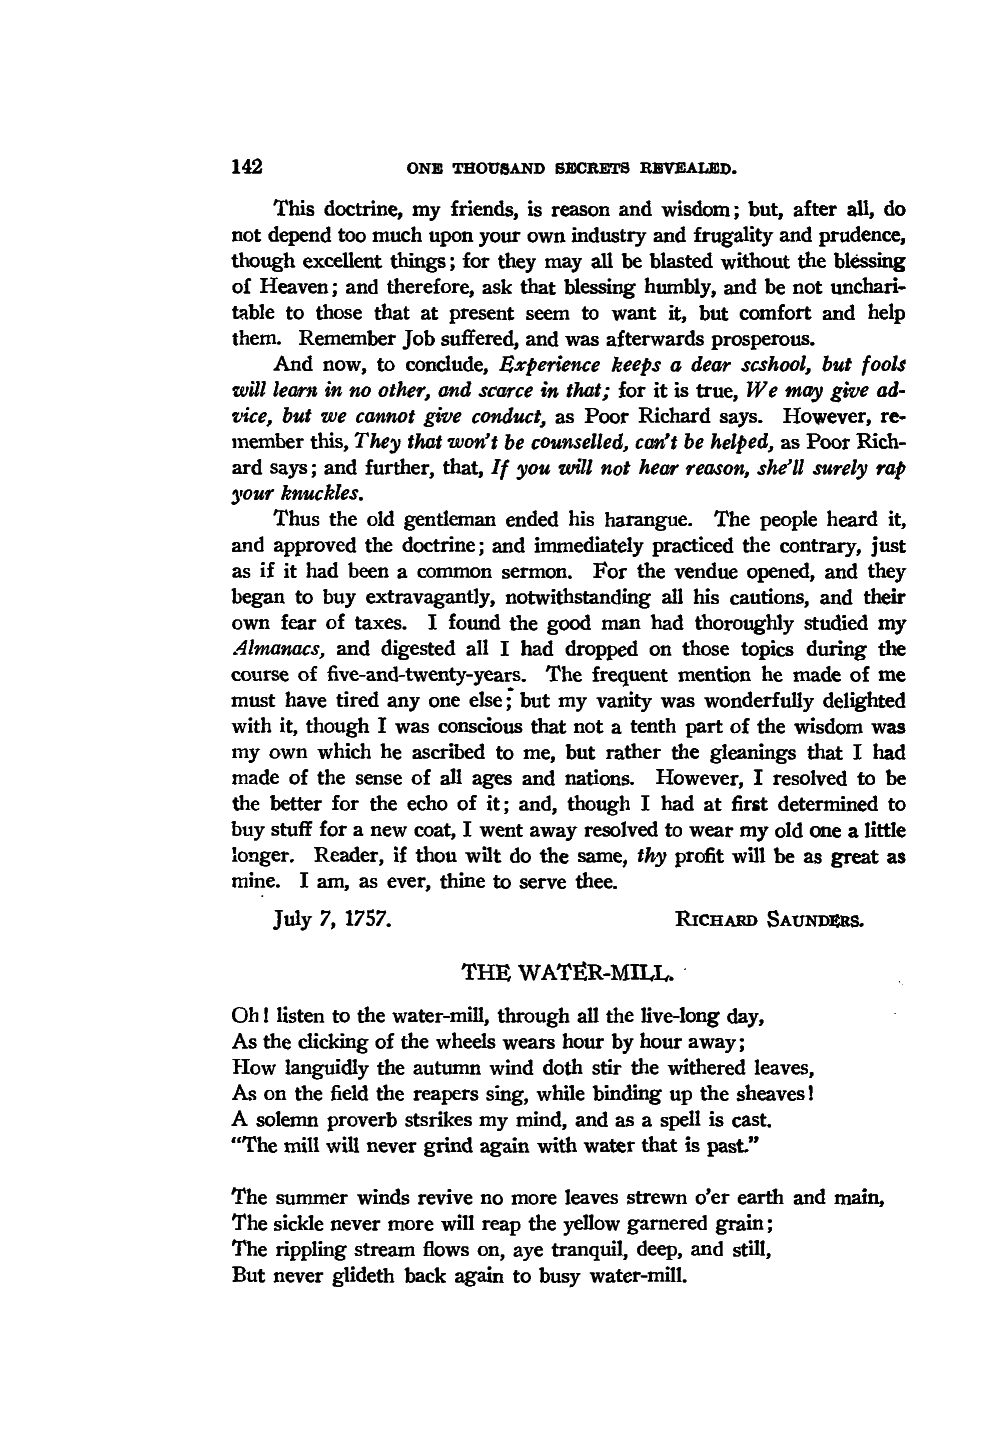 142 ONE THOUSAND SECRETS REVEALED.
This doctrine, my friends, is reason and wisdom; but, after all, do
not depend too much upon your own industry and frugality and prudence,
though excellent things; for they may all be blasted without the blessing
of Heaven; and therefore, ask that blessing humbly, and be not unchari-
table to those that at present seem to want it, but comfort and help
them. Remember Job suffered, and was afterwards prosperous.
And now, to conclude, Experience keeps a dear scshool, but fools
will learn in no other, and scarce in that; for it is true, We may give ad-
vice, but we cannot give conduct, as Poor Richard says. However, re-
member this, They that won't be counselled, can't be helped, as Poor Rich-
ard says; and further, that, If you will not hear reason, she'll surely rap
your knuckles.
Thus the old gentleman ended his harangue. The people heard it,
and approved the doctrine; and immediately practiced the contrary, just
as if it had been a common sermon. For the vendue opened, and they
began to buy extravagantly, notwithstanding all his cautions, and their
own fear of taxes. I found the good man had thoroughly studied my
Almanacs, and digested all I had dropped on those topics during the
course of five-and-twenty-years. The frequent mention he made of me
must have tired any one else; but my vanity was wonderfully delighted
with it, though I was conscious that not a tenth part of the wisdom was
my own which he ascribed to me, but rather the gleanings that I had
made of the sense of all ages and nations. However, I resolved to be
the better for the echo of it; and, though I had at first determined to
buy stuff for a new coat, I went away resolved to wear my old one a little
longer. Reader, if thou wilt do the same, thy profit will be as great as
mine. I am, as ever, thine to serve thee.
July 7, 1757. RICHARD SAUNDERS.
THE WATER-MILL.
Oh! listen to the water-mill, through all the live-long day,
As the clicking of the wheels wears hour by hour away;
How languidly the autumn wind doth stir the withered leaves,
As on the field the reapers sing, while binding up the sheaves!
A solemn proverb stsrikes my mind, and as a spell is cast.
"The mill will never grind again with water that is past."
The summer winds revive no more leaves strewn o'er earth and main,
The sickle never more will reap the yellow garnered grain;
The rippling stream flows on, aye tranquil, deep, and still,
But never glideth back again to busy water-mill.